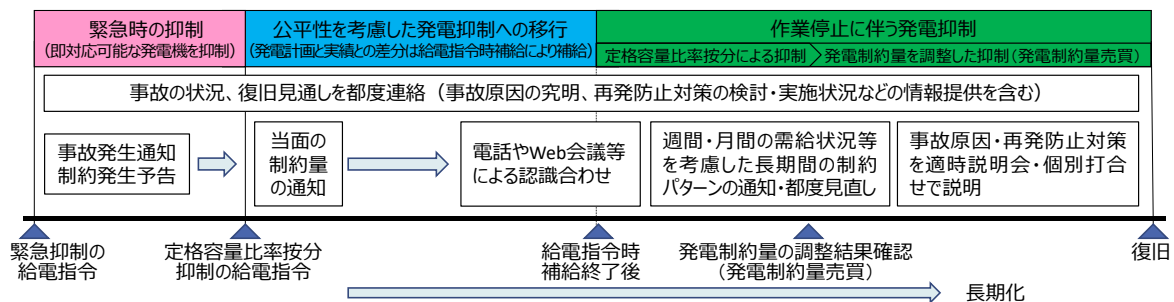 緊急時の抑制
(即対応可能な発電機を抑制)
公平性を考慮した発電抑制への移行
(発電計画と実績との差分は給電指令時補給により補給)
作業停止に伴う発電抑制
定格容量比率按分による抑制
発電制約量を調整した抑制(発電制約量売買)
事故の状況、復旧見通しを都度連絡（事故原因の究明、再発防止対策の検討・実施状況などの情報提供を含む）
事故発生通知
制約発生予告
当面の
制約量
の通知
電話やWeb会議等
による認識合わせ
週間・月間の需給状況等
を考慮した長期間の制約
パターンの通知・都度見直し
事故原因・再発防止対策
を適時説明会・個別打合
せで説明
緊急抑制の
給電指令
定格容量比率按分
抑制の給電指令
給電指令時
補給終了後
発電制約量の調整結果確認
(発電制約量売買)
復旧
長期化